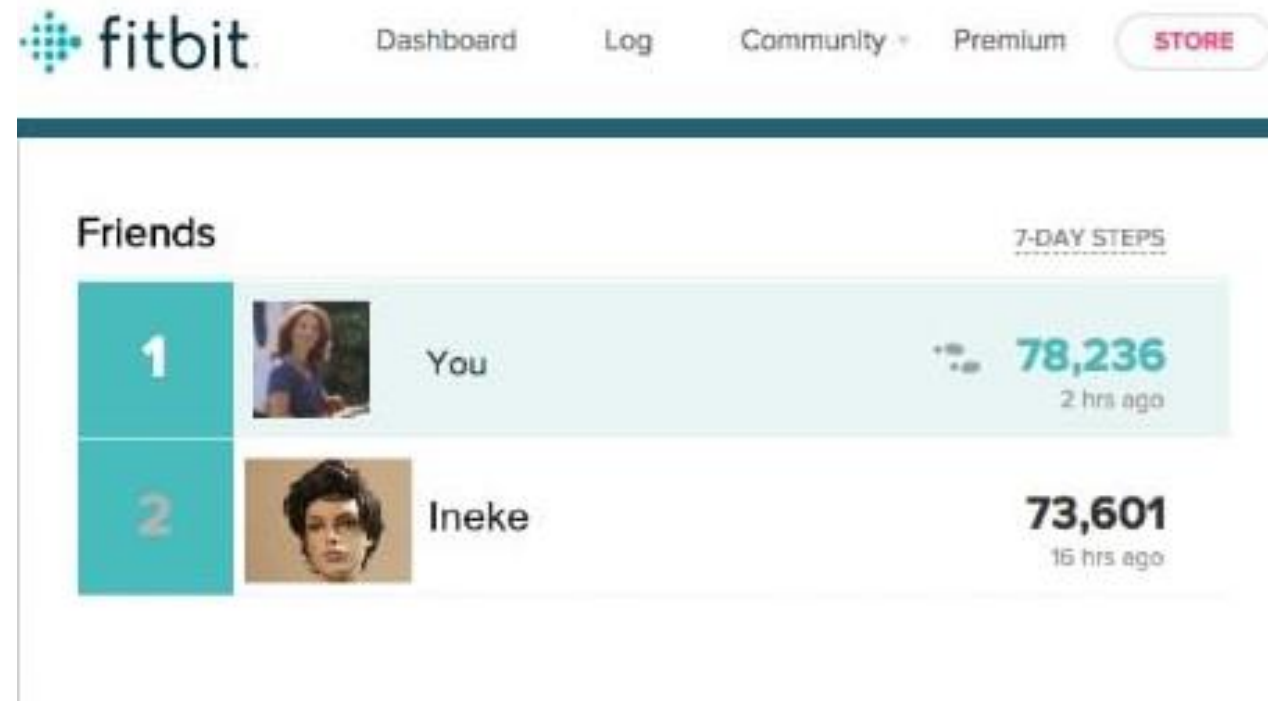 fitbit Dashboard Log Community Premium STORE
Friends 7-DAY STEPS
1 You 78,236
2 hrs ago
2 Ineke 73,601
16 hrs ago